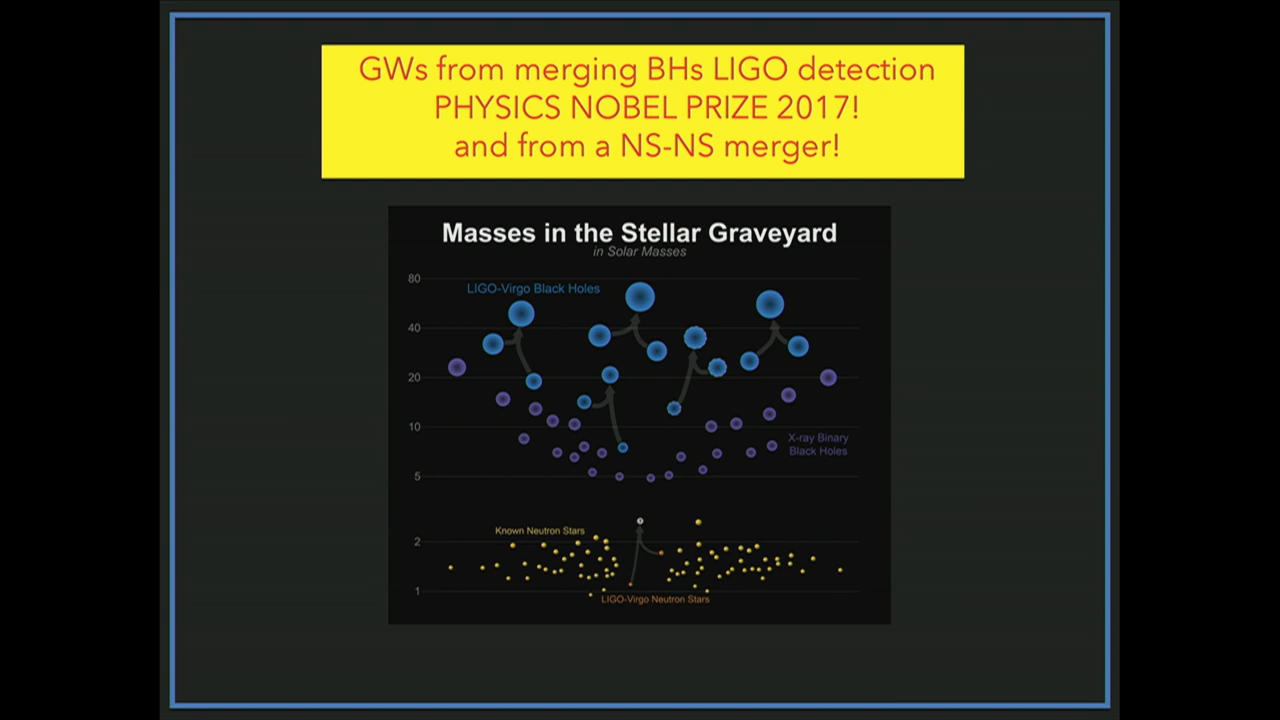 GWs from merging BHs LIGO detection
PHYSICS NOBEL PRIZE 2017!
and from a NS-NS merger!
Masses in the Stellar Graveyard
in Solar Masses
80
LIGO-Virgo Black Holes
40
20
10
X-ray Binary
Black Holes
5
Known Neutron Stars
2
1
LIGO-Virgo Neutron Stars